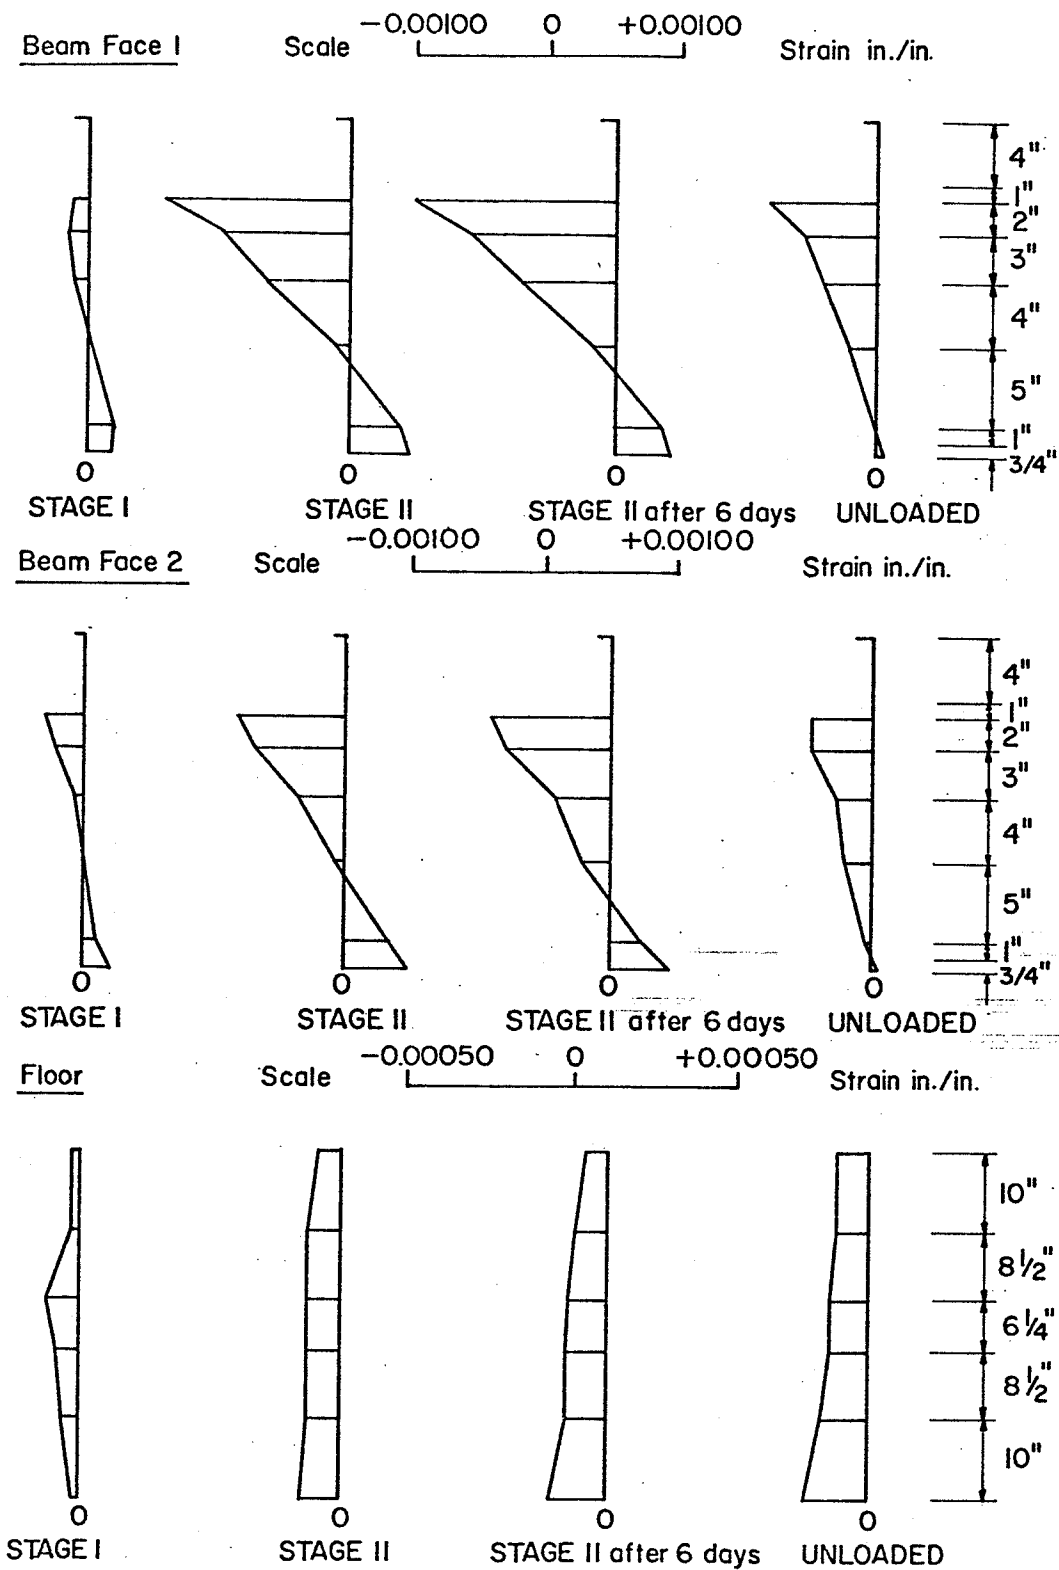 Beam Face 1 Scale -0.00100 0 +0.00100 Strain in./in.
4"
1"
2"
3"
4"
5"
1"
3/4"
0 0 0 0
STAGE I STAGE II STAGE II after 6 days UNLOADED
Beam Face 2 Scale -0.00100 0 +0.00100 Strain in./in.
4"
1"
2"
3"
4"
5"
1"
3/4"
0 0 0 0
STAGE I STAGE II STAGE II after 6 days UNLOADED
Floor Scale -0.00050 0 +0.00050 Strain in./in.
10"
8 1/2"
6 1/4"
8 1/2"
10"
0 0 0 0
STAGE I STAGE II STAGE II after 6 days UNLOADED